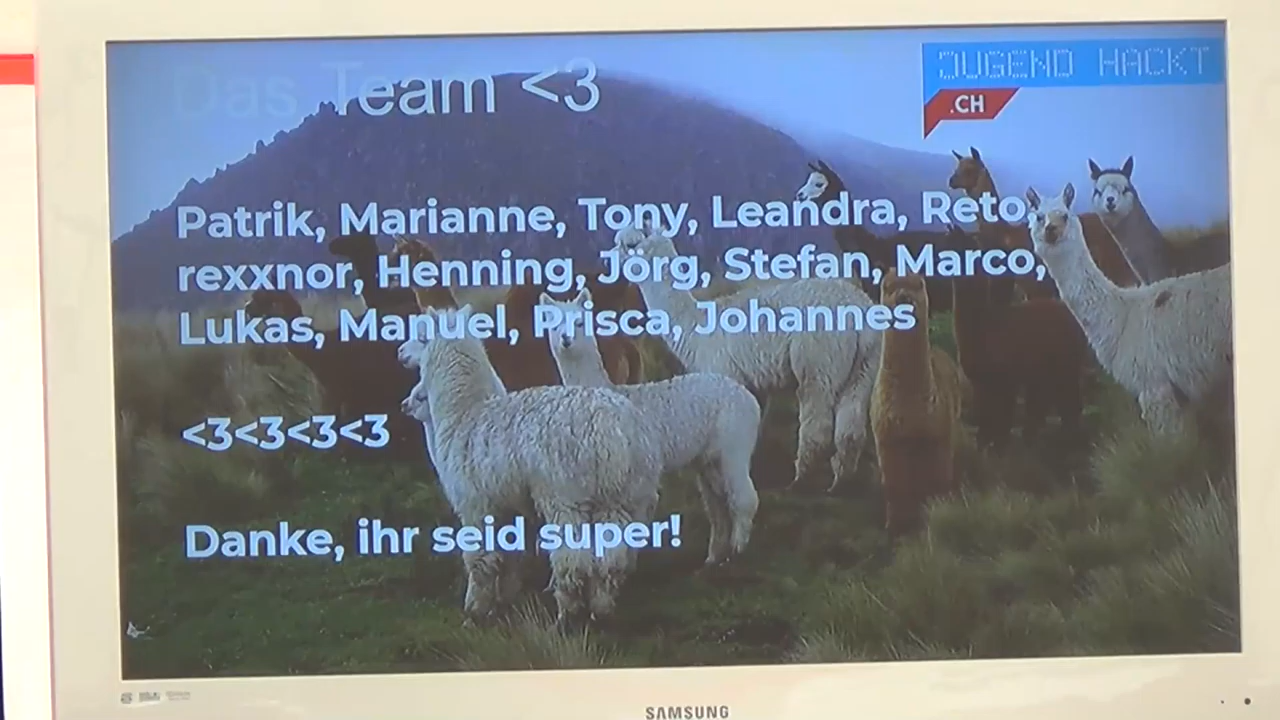 Das Team <3
JUGEND HACKT
.CH
Patrik, Marianne, Tony, Leandra, Reto,
rexxnor, Henning, Jörg, Stefan, Marco,
Lukas, Manuel, Prisca, Johannes
<3<3<3<3
Danke, ihr seid super!
SAMSUNG